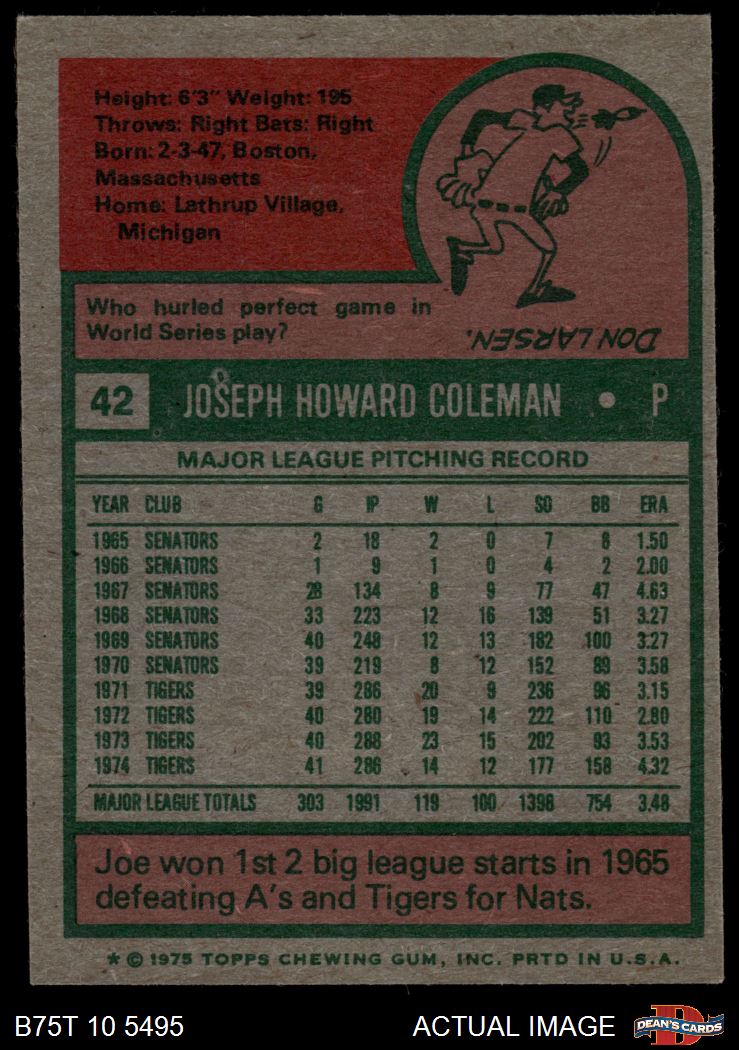 Height: 6'3" Weight: 195
Throws: Right Bats: Right
Born: 2-3-47, Boston,
Massachusetts
Home: Lathrup Village,
Michigan
Who hurled perfect game in
World Series play?
DON LARSEN.
42 JOSEPH HOWARD COLEMAN • P
MAJOR LEAGUE PITCHING RECORD
YEAR CLUB G IP W L SO BB ERA
1965 SENATORS 2 18 2 0 7 8 1.50
1966 SENATORS 1 9 1 0 4 2 2.00
1967 SENATORS 28 134 8 9 77 47 4.63
1968 SENATORS 33 223 12 16 139 51 3.27
1969 SENATORS 40 248 12 13 182 100 3.27
1970 SENATORS 39 219 8 12 152 89 3.58
1971 TIGERS 39 286 20 9 236 96 3.15
1972 TIGERS 40 280 19 14 222 110 2.80
1973 TIGERS 40 288 23 15 202 93 3.53
1974 TIGERS 41 286 14 12 177 158 4.32
MAJOR LEAGUE TOTALS 303 1991 119 100 1398 754 3.48
Joe won 1st 2 big league starts in 1965
defeating A's and Tigers for Nats.
* © 1975 TOPPS CHEWING GUM, INC. PRTD IN U.S.A.
B75T 10 5495 ACTUAL IMAGE DEAN'S CARDS